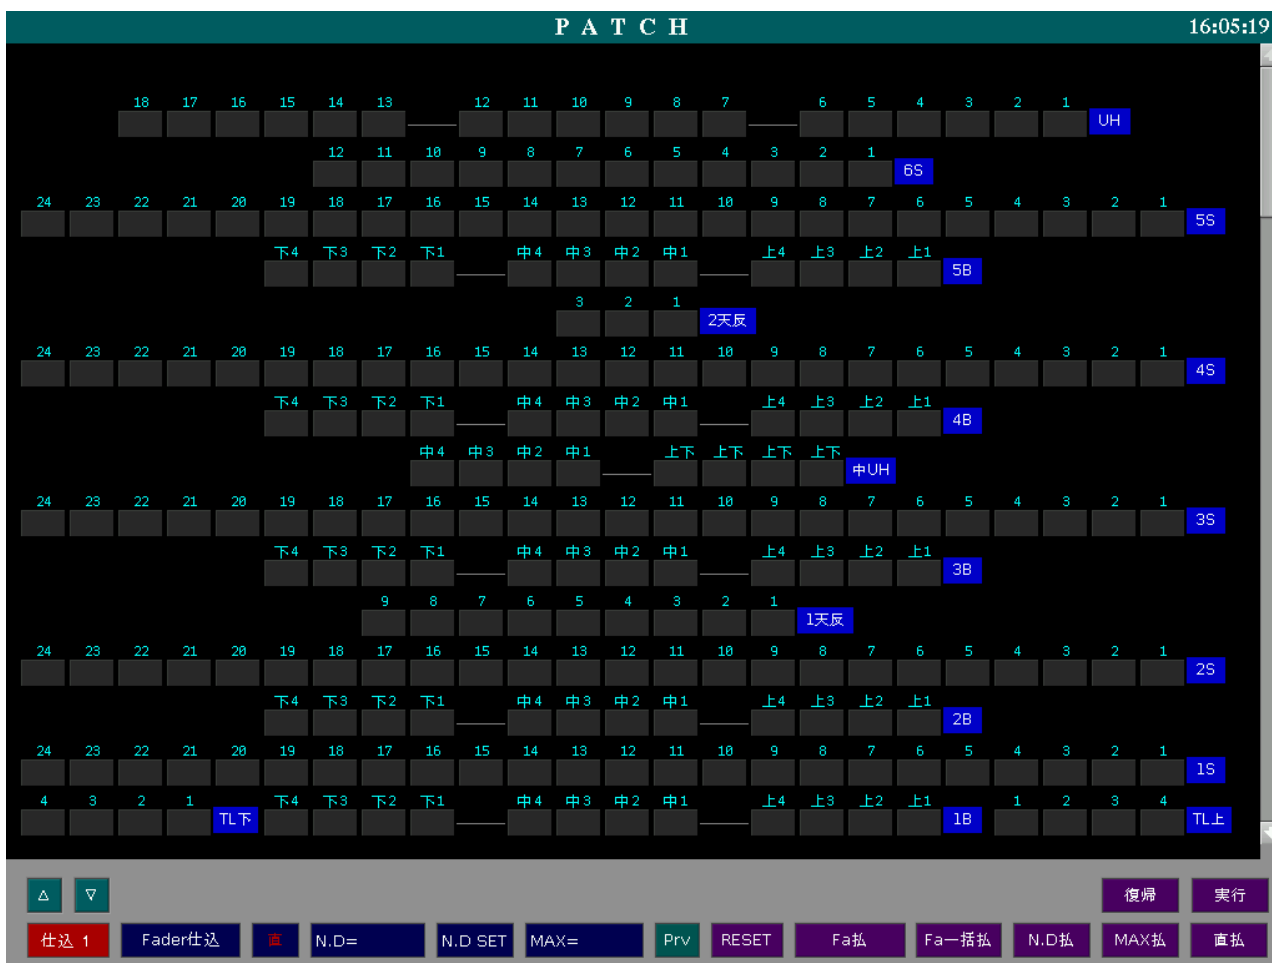 PATCH 16:05:19
18 17 16 15 14 13 12 11 10 9 8 7 6 5 4 3 2 1 UH
12 11 10 9 8 7 6 5 4 3 2 1 6S
24 23 22 21 20 19 18 17 16 15 14 13 12 11 10 9 8 7 6 5 4 3 2 1 5S
下4 下3 下2 下1 中4 中3 中2 中1 上4 上3 上2 上1 5B
3 2 1 2天反
24 23 22 21 20 19 18 17 16 15 14 13 12 11 10 9 8 7 6 5 4 3 2 1 4S
下4 下3 下2 下1 中4 中3 中2 中1 上4 上3 上2 上1 4B
中4 中3 中2 中1 上下 上下 上下 上下 中UH
24 23 22 21 20 19 18 17 16 15 14 13 12 11 10 9 8 7 6 5 4 3 2 1 3S
下4 下3 下2 下1 中4 中3 中2 中1 上4 上3 上2 上1 3B
9 8 7 6 5 4 3 2 1 1天反
24 23 22 21 20 19 18 17 16 15 14 13 12 11 10 9 8 7 6 5 4 3 2 1 2S
下4 下3 下2 下1 中4 中3 中2 中1 上4 上3 上2 上1 2B
24 23 22 21 20 19 18 17 16 15 14 13 12 11 10 9 8 7 6 5 4 3 2 1 1S
4 3 2 1 TL下 下4 下3 下2 下1 中4 中3 中2 中1 上4 上3 上2 上1 1B 1 2 3 4 TL上
△ ▽ 復帰 実行
仕込 1 Fader仕込 直 N.D= N.D SET MAX= Prv RESET Fa払 Fa一括払 N.D払 MAX払 直払